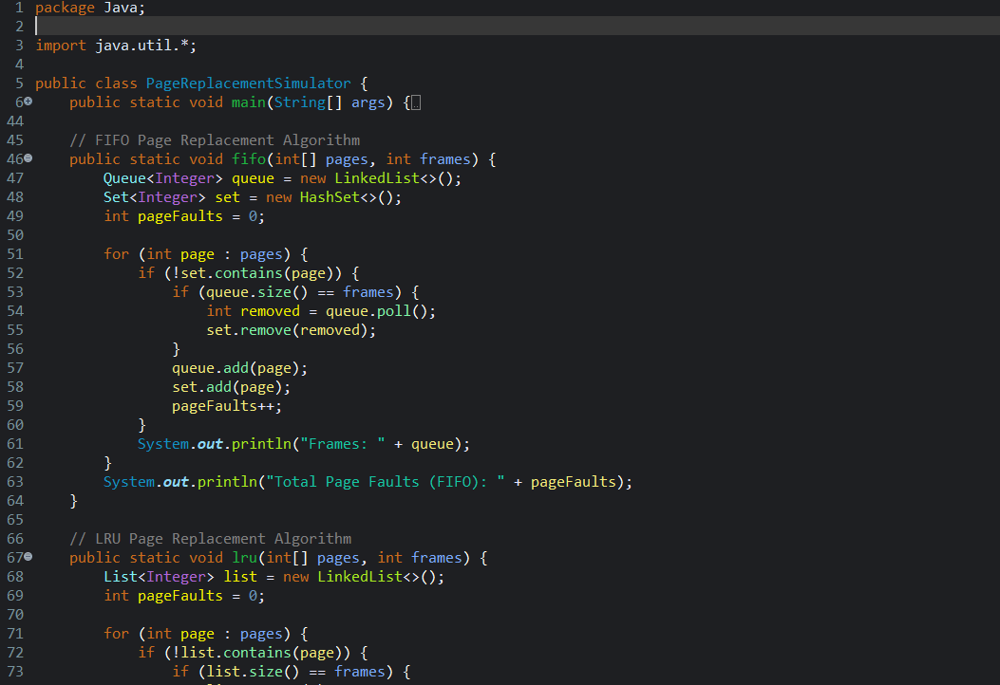 1 package Java;
2
3 import java.util.*;
4
5 public class PageReplacementSimulator {
6 public static void main(String[] args) {
44
45 // FIFO Page Replacement Algorithm
46 public static void fifo(int[] pages, int frames) {
47 Queue<Integer> queue = new LinkedList<>();
48 Set<Integer> set = new HashSet<>();
49 int pageFaults = 0;
50
51 for (int page : pages) {
52 if (!set.contains(page)) {
53 if (queue.size() == frames) {
54 int removed = queue.poll();
55 set.remove(removed);
56 }
57 queue.add(page);
58 set.add(page);
59 pageFaults++;
60 }
61 System.out.println("Frames: " + queue);
62 }
63 System.out.println("Total Page Faults (FIFO): " + pageFaults);
64 }
65
66 // LRU Page Replacement Algorithm
67 public static void lru(int[] pages, int frames) {
68 List<Integer> list = new LinkedList<>();
69 int pageFaults = 0;
70
71 for (int page : pages) {
72 if (!list.contains(page)) {
73 if (list.size() == frames) {